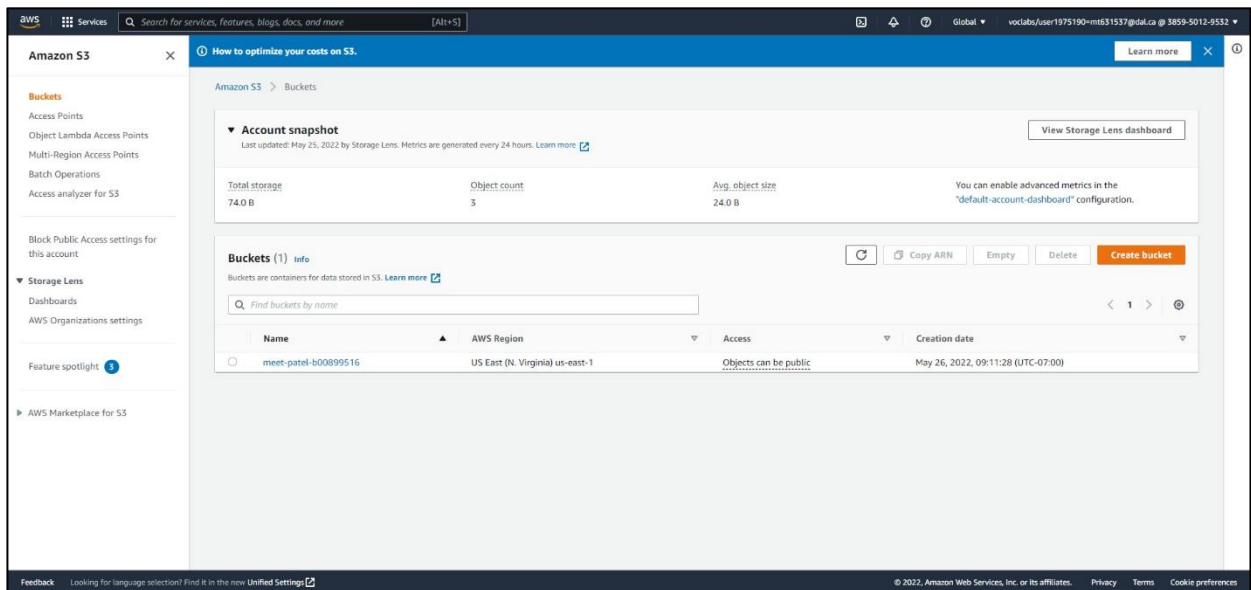 aws Services Search for services, features, blogs, docs, and more [Alt+S] Global voclabs/user1975190=mt631537@dal.ca @ 3859-5012-9532
Amazon S3
How to optimize your costs on S3. Learn more
Buckets
Access Points
Object Lambda Access Points
Multi-Region Access Points
Batch Operations
Access analyzer for S3
Block Public Access settings for
this account
Storage Lens
Dashboards
AWS Organizations settings
Feature spotlight 3
AWS Marketplace for S3
Amazon S3 > Buckets
Account snapshot
Last updated: May 25, 2022 by Storage Lens. Metrics are generated every 24 hours. Learn more
View Storage Lens dashboard
Total storage
74.0 B
Object count
3
Avg. object size
24.0 B
You can enable advanced metrics in the
"default-account-dashboard" configuration.
Buckets (1) Info
Buckets are containers for data stored in S3. Learn more
Copy ARN Empty Delete Create bucket
Find buckets by name
< 1 >
Name AWS Region Access Creation date
meet-patel-b00899516 US East (N. Virginia) us-east-1 Objects can be public May 26, 2022, 09:11:28 (UTC-07:00)
Feedback Looking for language selection? Find it in the new Unified Settings © 2022, Amazon Web Services, Inc. or its affiliates. Privacy Terms Cookie preferences